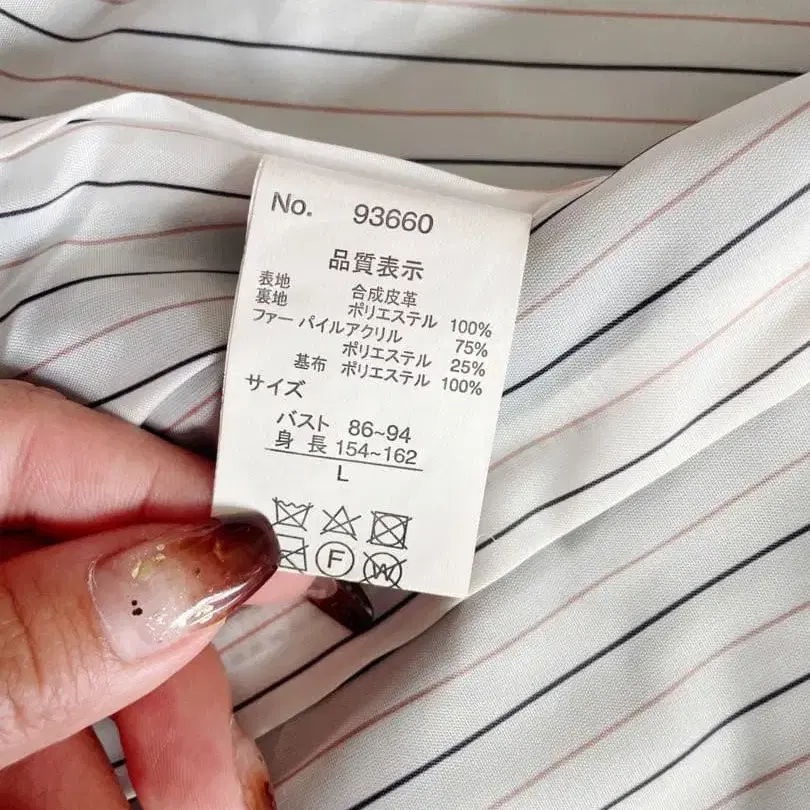 No. 93660
品質表示
表地 合成皮革
裏地 ポリエステル 100%
ファー パイルアクリル 75%
ポリエステル 25%
基布 ポリエステル 100%
サイズ
バスト 86~94
身長 154~162
L
F W